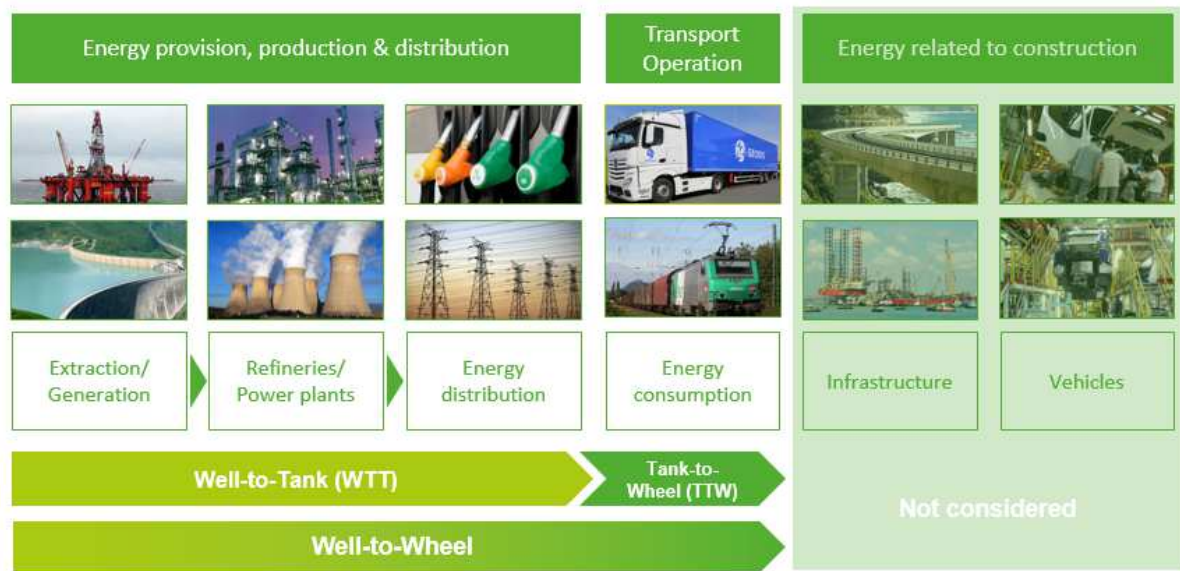 Energy provision, production & distribution
Transport
Operation
Energy related to construction
Extraction/
Generation
Refineries/
Power plants
Energy
distribution
Energy
consumption
Infrastructure
Vehicles
Well-to-Tank (WTT)
Tank-to-
Wheel (TTW)
Not considered
Well-to-Wheel